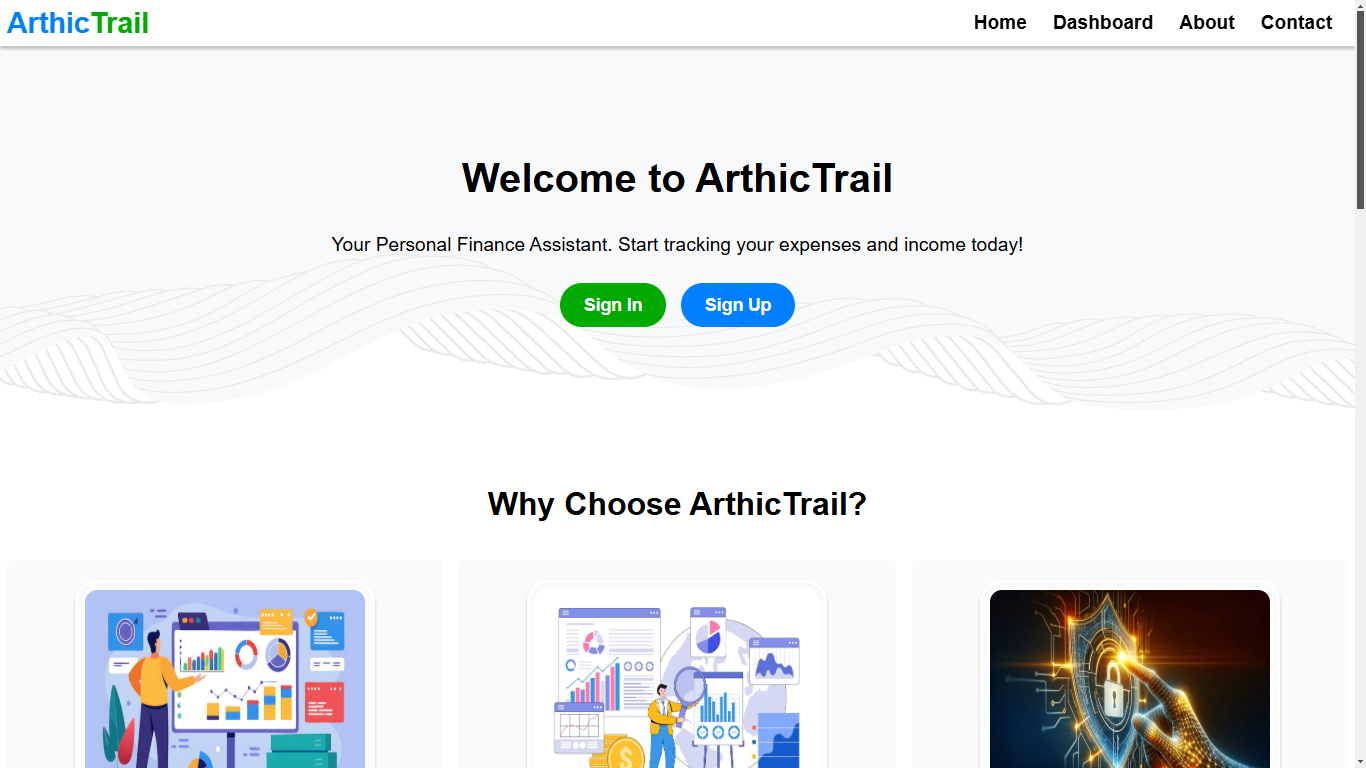 ArthicTrail
Home Dashboard About Contact
Welcome to ArthicTrail
Your Personal Finance Assistant. Start tracking your expenses and income today!
Sign In Sign Up
Why Choose ArthicTrail?